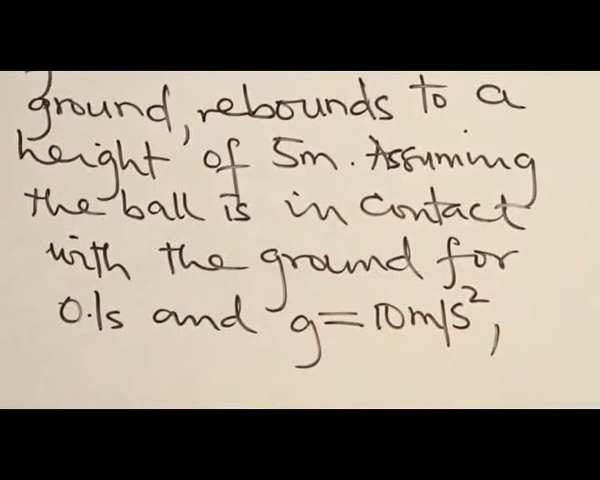 ground, rebounds to a
height of 5m. Assuming
the ball is in contact
with the ground for
0.1s and g=10m/s²,